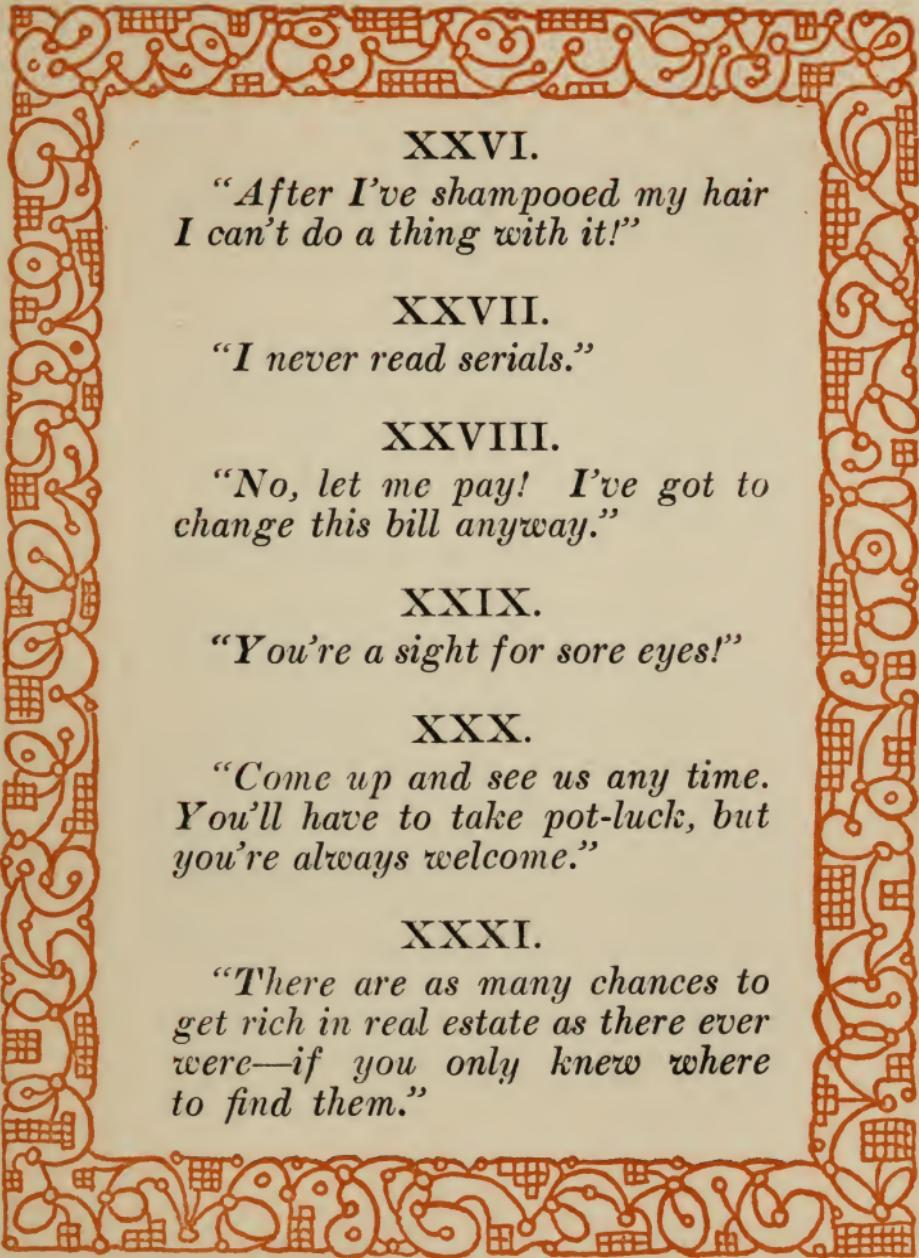 XXVI.
“After I’ve shampooed my hair
I can’t do a thing with it!”
XXVII.
“I never read serials.”
XXVIII.
“No, let me pay! I’ve got to
change this bill anyway.”
XXIX.
“You’re a sight for sore eyes!”
XXX.
“Come up and see us any time.
You’ll have to take pot-luck, but
you’re always welcome.”
XXXI.
“There are as many chances to
get rich in real estate as there ever
were—if you only knew where
to find them.”